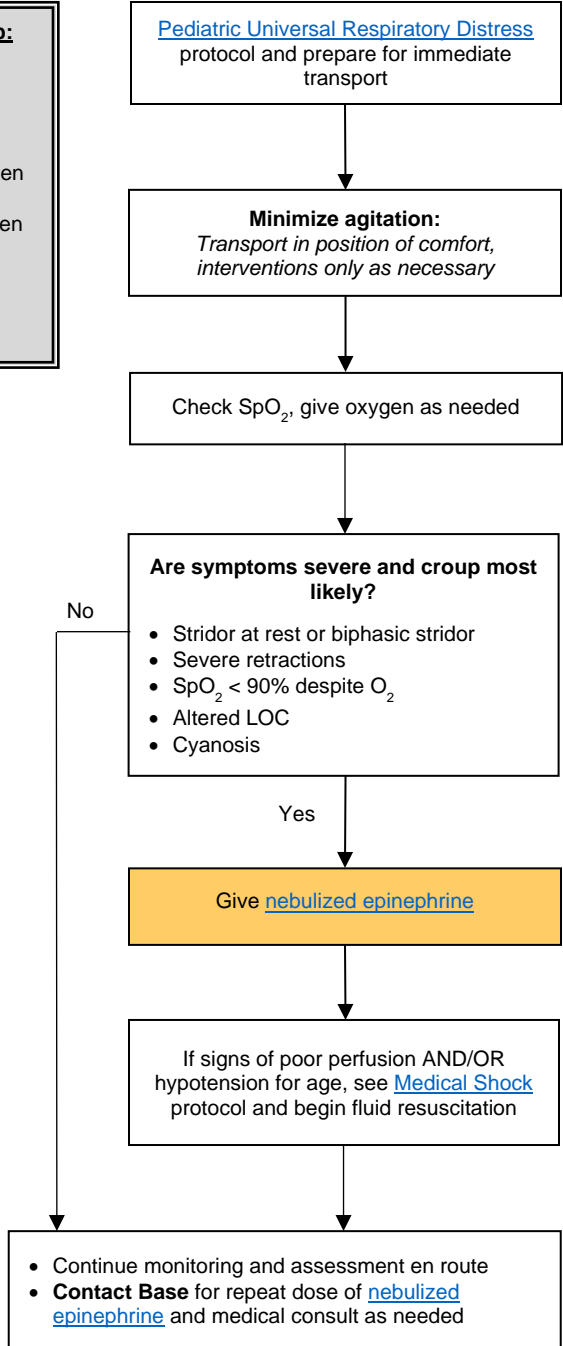 Pediatric Universal Respiratory Distress
protocol and prepare for immediate
transport
Minimize agitation:
Transport in position of comfort,
interventions only as necessary
Check SpO₂, give oxygen as needed
Are symptoms severe and croup most
likely?
• Stridor at rest or biphasic stridor
• Severe retractions
• SpO₂ < 90% despite O₂
• Altered LOC
• Cyanosis
No
Yes
Give nebulized epinephrine
If signs of poor perfusion AND/OR
hypotension for age, see Medical Shock
protocol and begin fluid resuscitation
• Continue monitoring and assessment en route
• Contact Base for repeat dose of nebulized
epinephrine and medical consult as needed